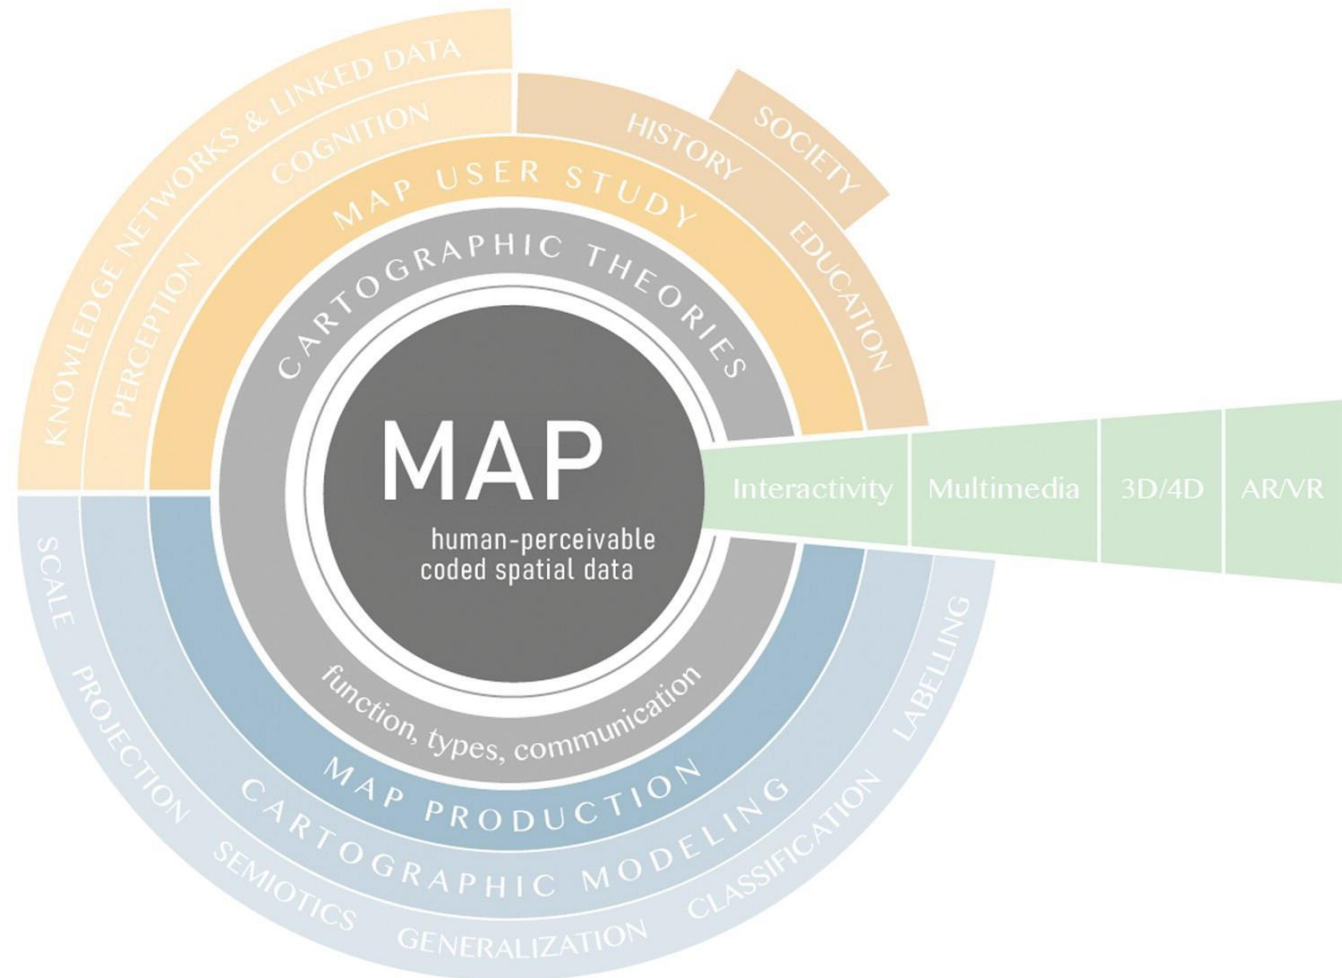 KNOWLEDGE NETWORKS & LINKED DATA
PERCEPTION
COGNITION
HISTORY
EDUCATION
SOCIETY
MAP USER STUDY
CARTOGRAPHIC THEORIES
MAP
human-perceivable
coded spatial data
Interactivity
Multimedia
3D/4D
AR/VR
function, types, communication
MAP PRODUCTION
CARTOGRAPHIC MODELING
SCALE
PROJECTION
SEMIOTICS
GENERALIZATION
CLASSIFICATION
LABELLING